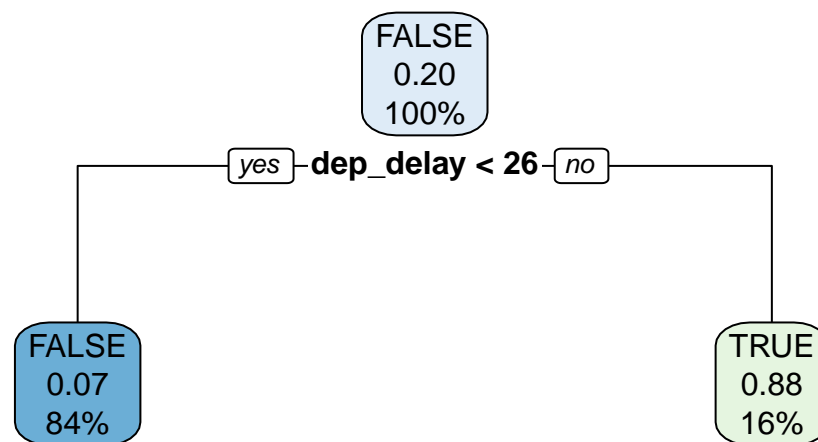 FALSE
0.20
100%
yes dep_delay < 26 no
FALSE
0.07
84%
TRUE
0.88
16%